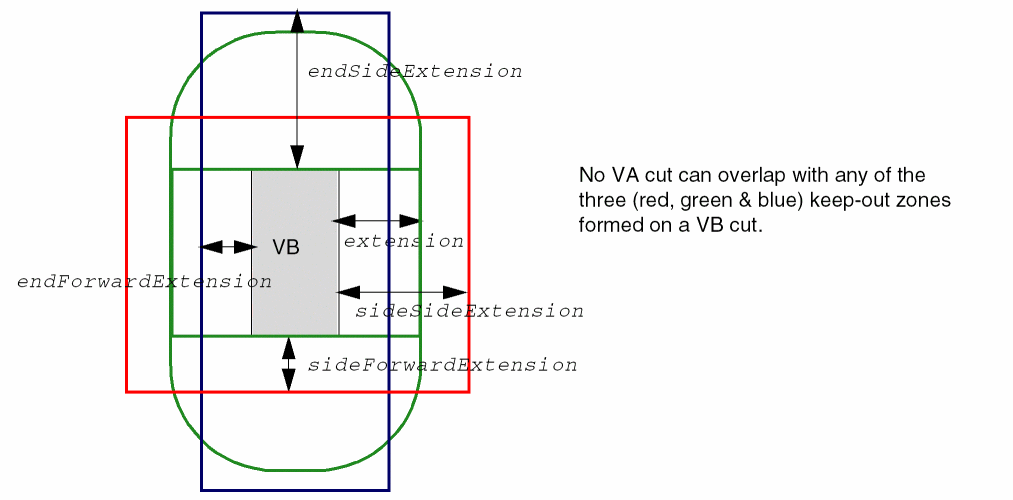 endSideExtension
No VA cut can overlap with any of the
three (red, green & blue) keep-out zones
formed on a VB cut.
VB
extension
endForwardExtension
sideSideExtension
sideForwardExtension